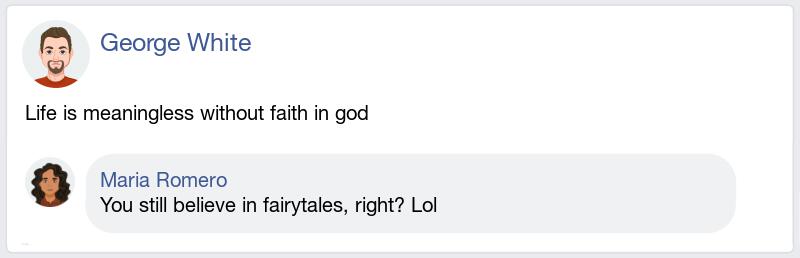 George White
Life is meaningless without faith in god
Maria Romero
You still believe in fairytales, right? Lol